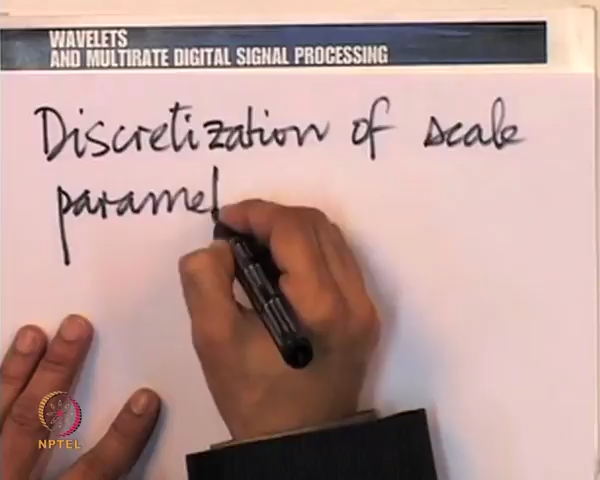 WAVELETS
AND MULTIRATE DIGITAL SIGNAL PROCESSING
Discretization of scale
paramet
NPTEL